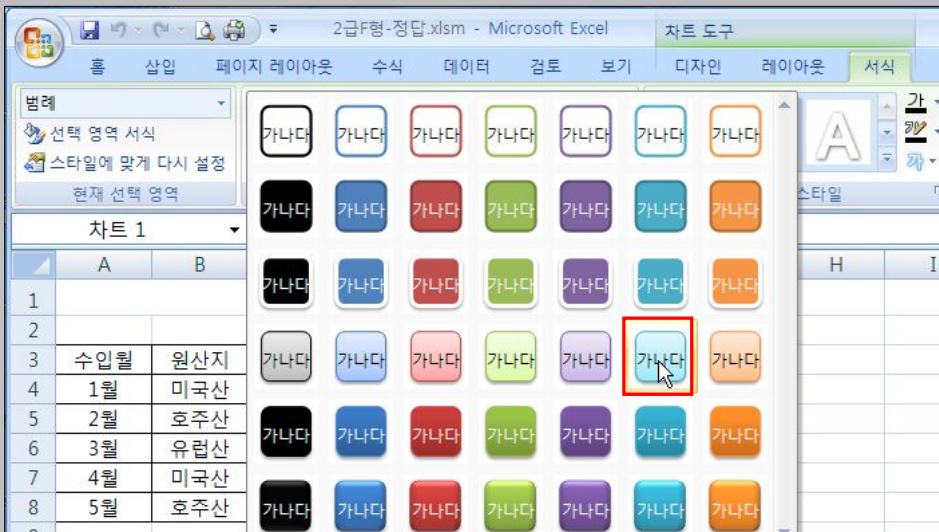 2급F형-정답.xlsm - Microsoft Excel
차트 도구
홈 삽입 페이지 레이아웃 수식 데이터 검토 보기 디자인 레이아웃 서식
범례
선택 영역 서식
스타일에 맞게 다시 설정
현재 선택 영역
가나다 가나다 가나다 가나다 가나다 가나다 가나다
가나다 가나다 가나다 가나다 가나다 가나다 가나다
가나다 가나다 가나다 가나다 가나다 가나다 가나다
가나다 가나다 가나다 가나다 가나다 가나다 가나다
가나다 가나다 가나다 가나다 가나다 가나다 가나다
가나다 가나다 가나다 가나다 가나다 가나다 가나다
A
가
가
가
스타일
차트 1
A B H I
1
2
3 수입월 원산지
4 1월 미국산
5 2월 호주산
6 3월 유럽산
7 4월 미국산
8 5월 호주산